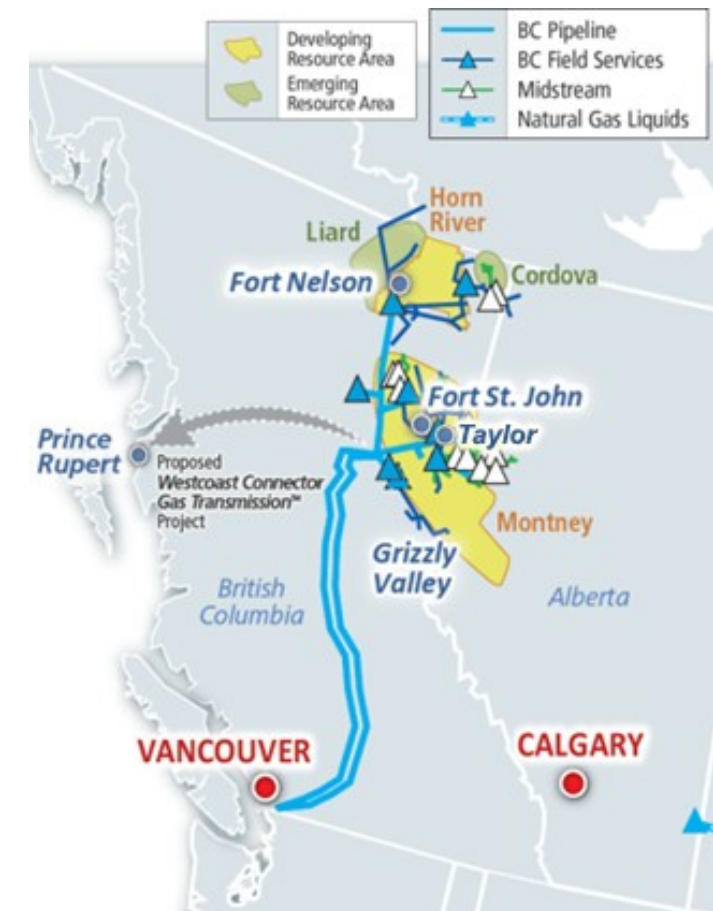 Developing
Resource Area
Emerging
Resource Area
BC Pipeline
BC Field Services
Midstream
Natural Gas Liquids
Horn
River
Liard
Cordova
Fort Nelson
Fort St. John
Taylor
Prince
Rupert
Proposed
Westcoast Connector
Gas Transmission™
Project
Montney
Grizzly
Valley
British
Columbia
Alberta
VANCOUVER
CALGARY